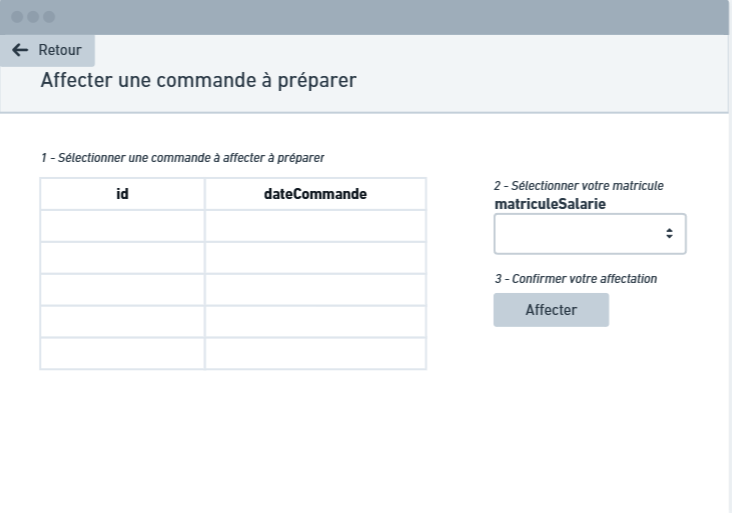 Retour
Affecter une commande à préparer
1 - Sélectionner une commande à affecter à préparer
id
dateCommande
2 - Sélectionner votre matricule
matriculeSalarie
3 - Confirmer votre affectation
Affecter